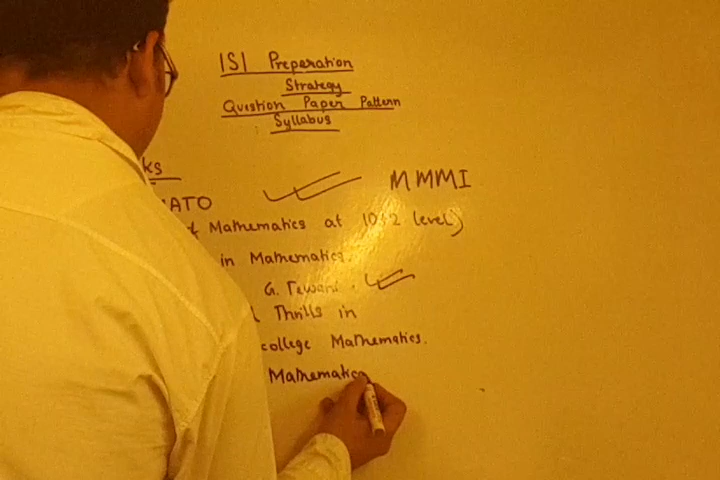 ISI Preparation
Strategy
Question Paper Pattern
Syllabus
ks
ATO MMMI
Mathematics at 10+2 level)
in Mathematics.
G. Tewani.
Thrills in
college Mathematics.
Mathematics